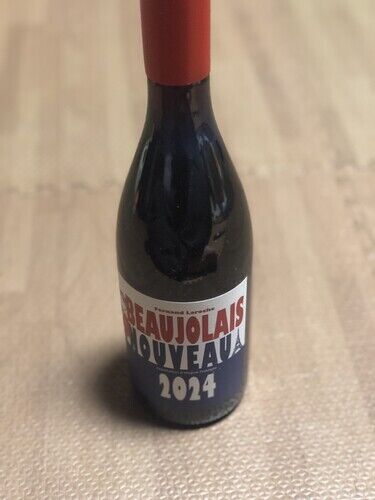 Fernand Laroche
BEAUJOLAIS
NOUVEAU
2024